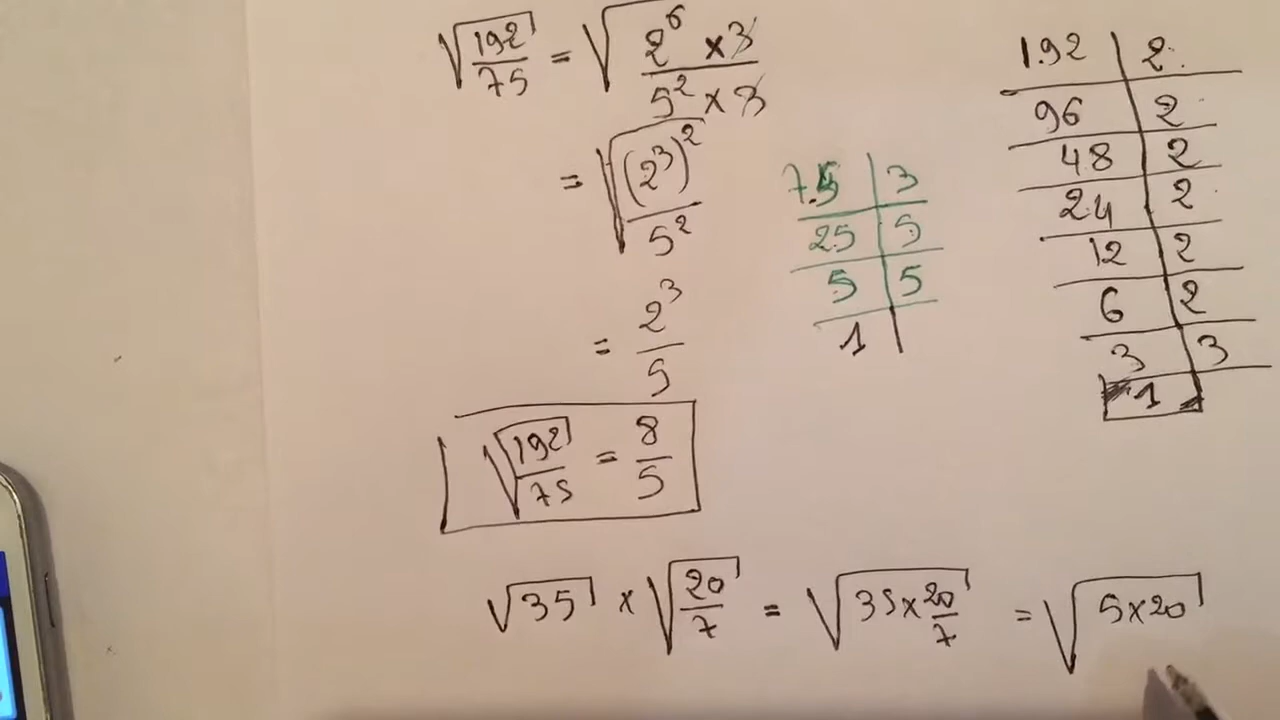 √(192/75) = √((2⁶ × 3)/(5² × 3))
= √((2³)²/5²)
= 2³/5
√(192/75) = 8/5
√35 × √(20/7) = √(35 × 20/7) = √(5 × 20)
75 | 3
25 | 5
5 | 5
1 |
192 | 2
96 | 2
48 | 2
24 | 2
12 | 2
6 | 2
3 | 3
1